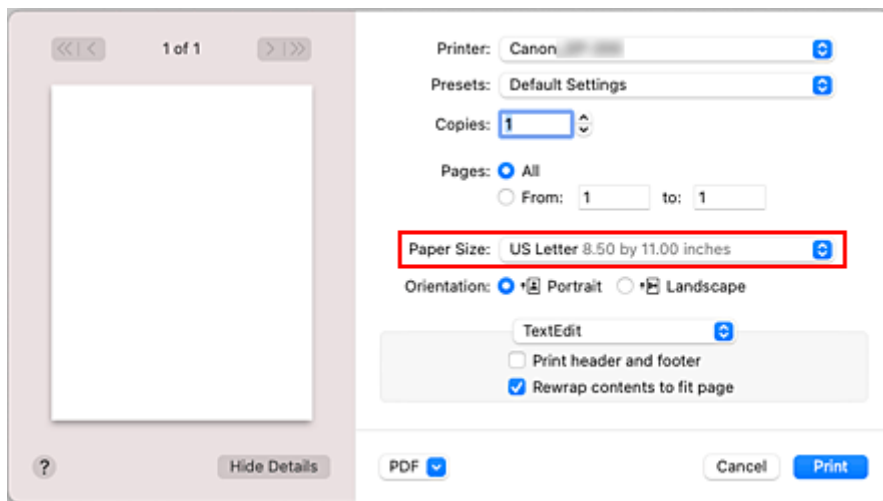 1 of 1
Printer: Canon
Presets: Default Settings
Copies: 1
Pages: All
From: 1 to: 1
Paper Size: US Letter 8.50 by 11.00 inches
Orientation: Portrait Landscape
TextEdit
Print header and footer
Rewrap contents to fit page
? Hide Details PDF Cancel Print